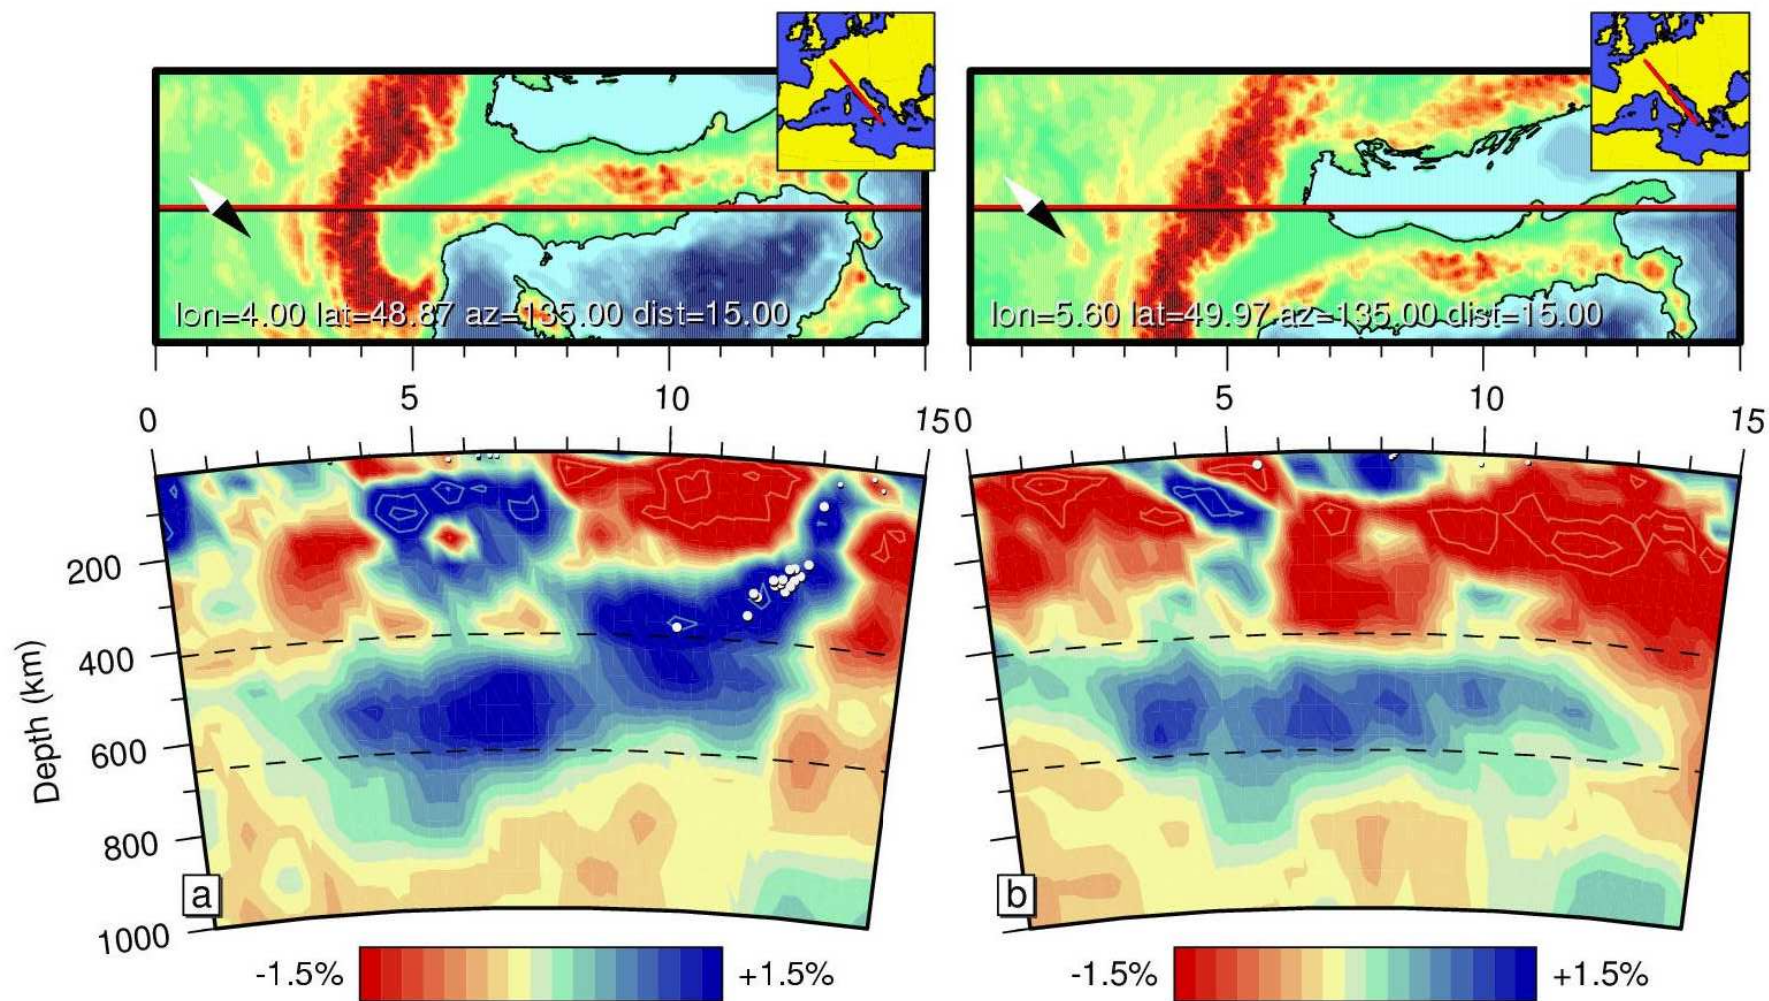 lon=4.00 lat=48.87 az=135.00 dist=15.00
lon=5.60 lat=49.97 az=135.00 dist=15.00
0 5 10 15
0 5 10 15
Depth (km)
200
400
600
800
1000
a
b
-1.5% +1.5%
-1.5% +1.5%